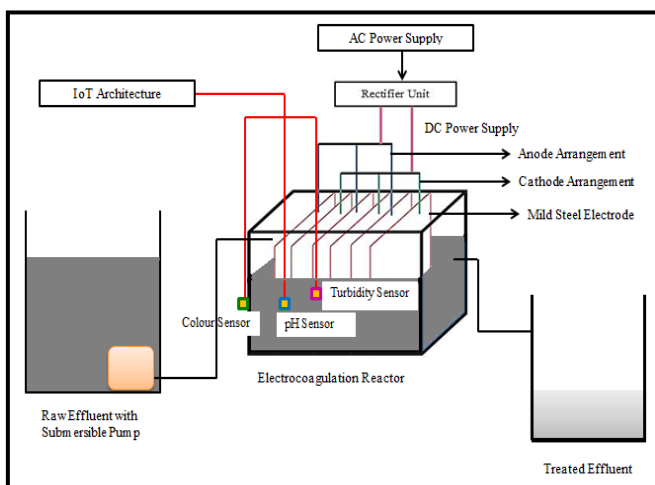 AC Power Supply
IoT Architecture
Rectifier Unit
DC Power Supply
Anode Arrangement
Cathode Arrangement
Mild Steel Electrode
Turbidity Sensor
Colour Sensor
pH Sensor
Electrocoagulation Reactor
Raw Effluent with
Submersible Pump
Treated Effluent